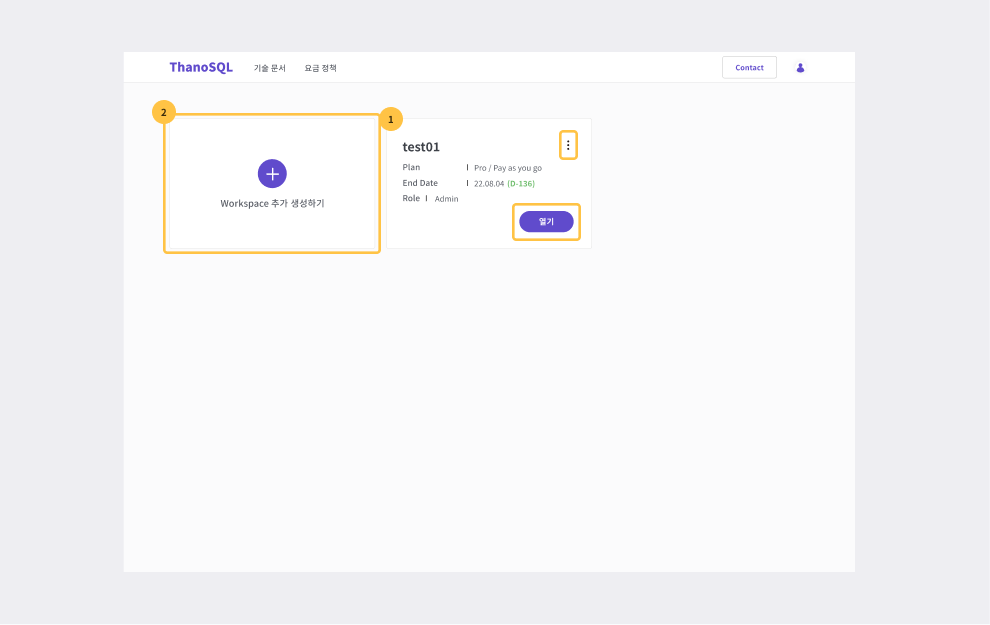 ThanoSQL 기술 문서 요금 정책 Contact
2
Workspace 추가 생성하기
1
test01
Plan Pro / Pay as you go
End Date 22.08.04 (D-136)
Role Admin
열기